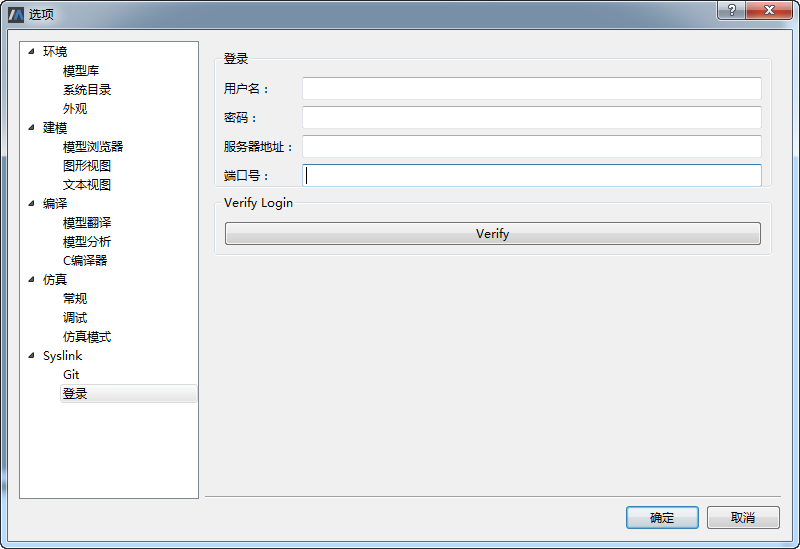 选项
环境
模型库
系统目录
外观
建模
模型浏览器
图形视图
文本视图
编译
模型翻译
模型分析
C编译器
仿真
常规
调试
仿真模式
Syslink
Git
登录
登录
用户名：
密码：
服务器地址：
端口号：
Verify Login
Verify
确定
取消